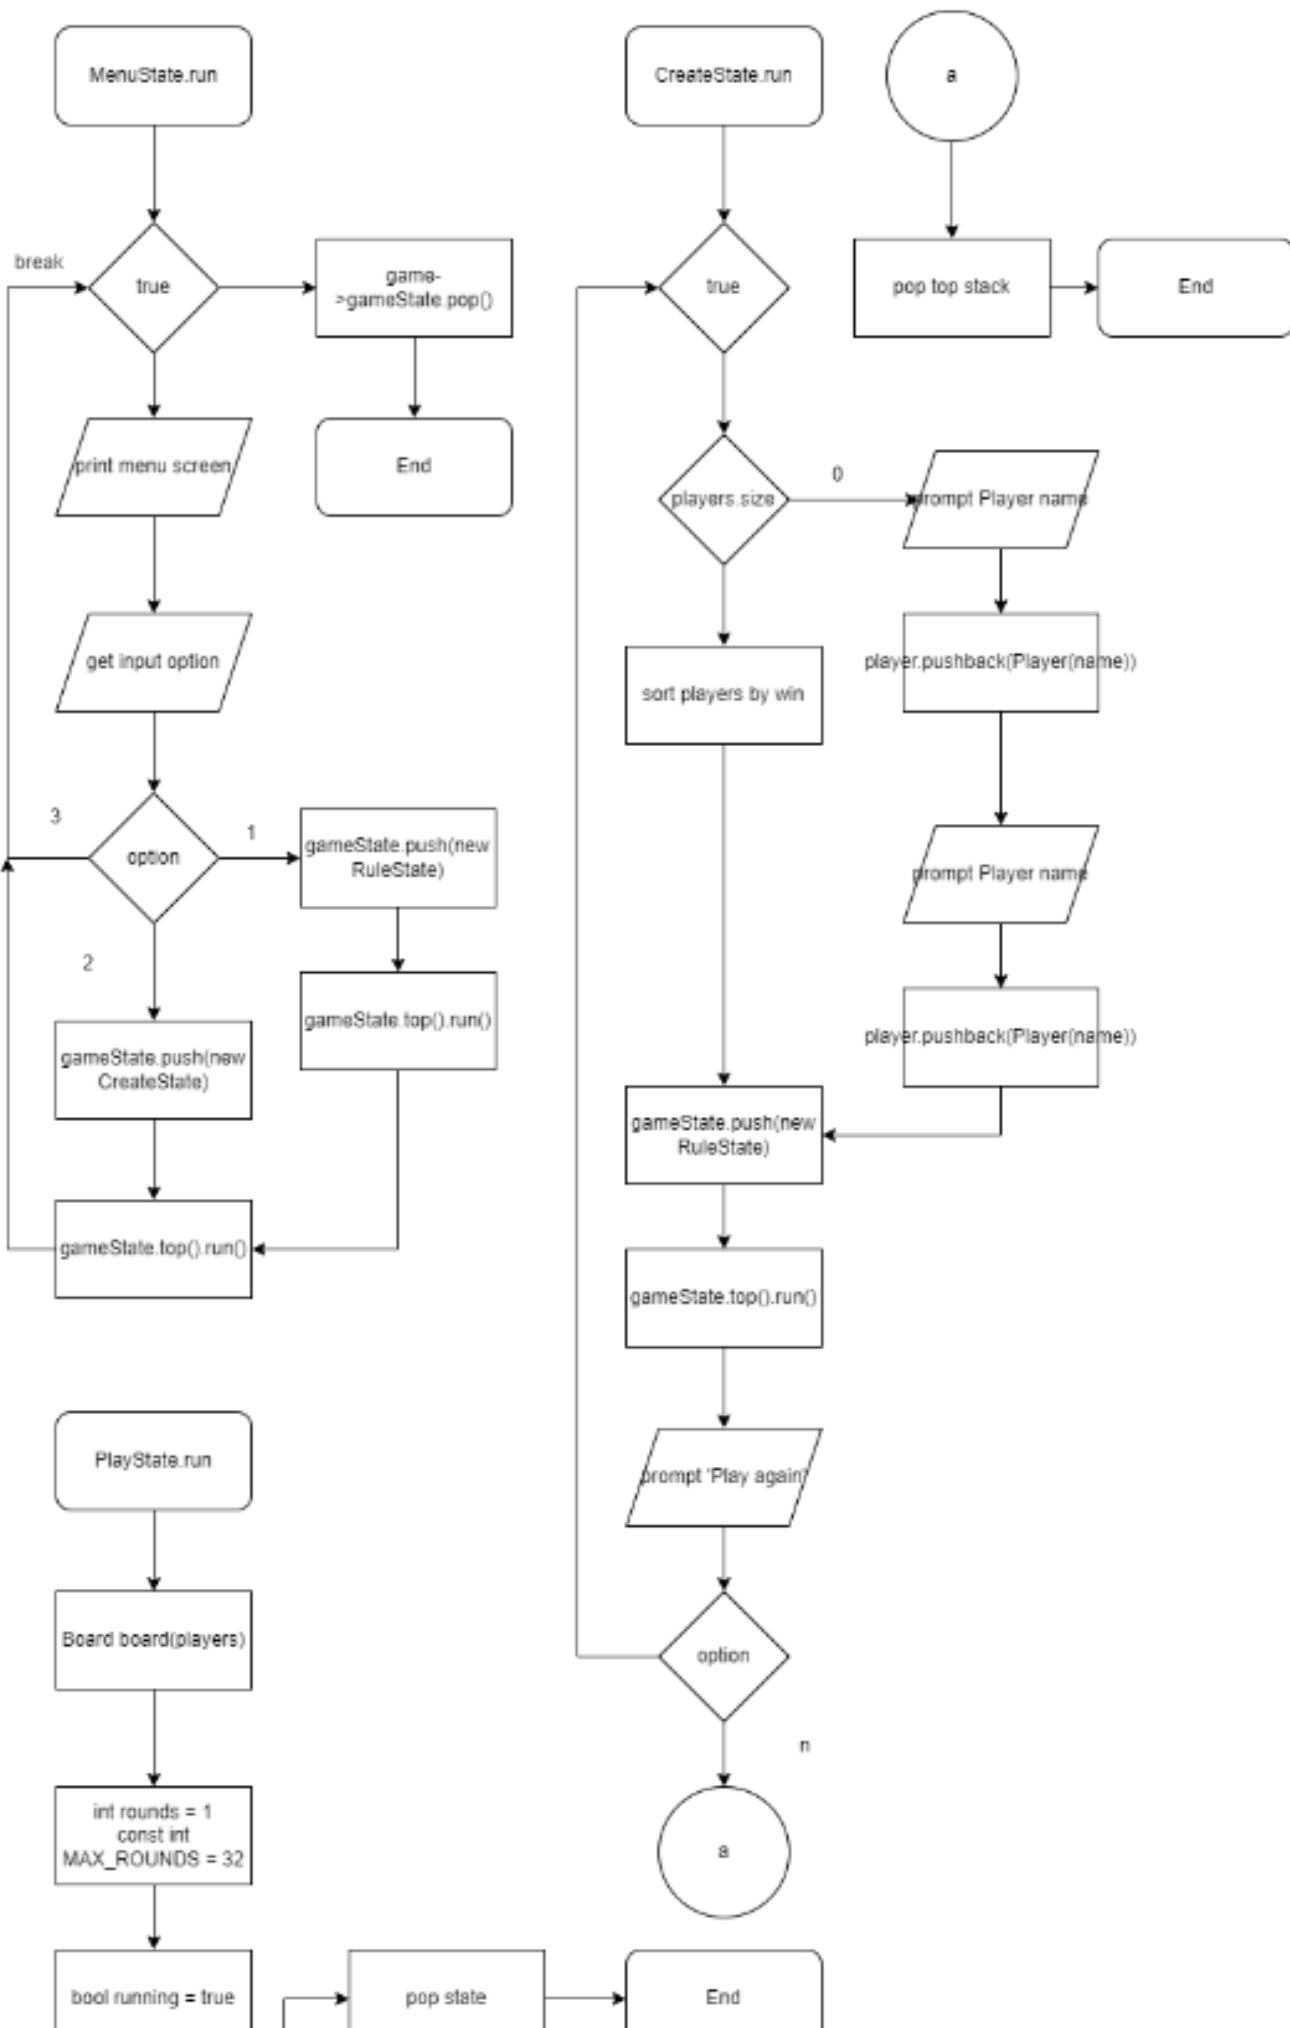 MenuState.run
break
true
game-
>gameState.pop()
End
print menu screen
get input option
3
option
1
gameState.push(new
RuleState)
gameState.top().run()
2
gameState.push(new
CreateState)
gameState.top().run()
CreateState.run
true
players.size
0
prompt Player name
player.pushback(Player(name))
prompt Player name
player.pushback(Player(name))
sort players by win
gameState.push(new
RuleState)
gameState.top().run()
prompt 'Play again'
option
n
a
a
pop top stack
End
PlayState.run
Board board(players)
int rounds = 1
const int
MAX_ROUNDS = 32
bool running = true
pop state
End